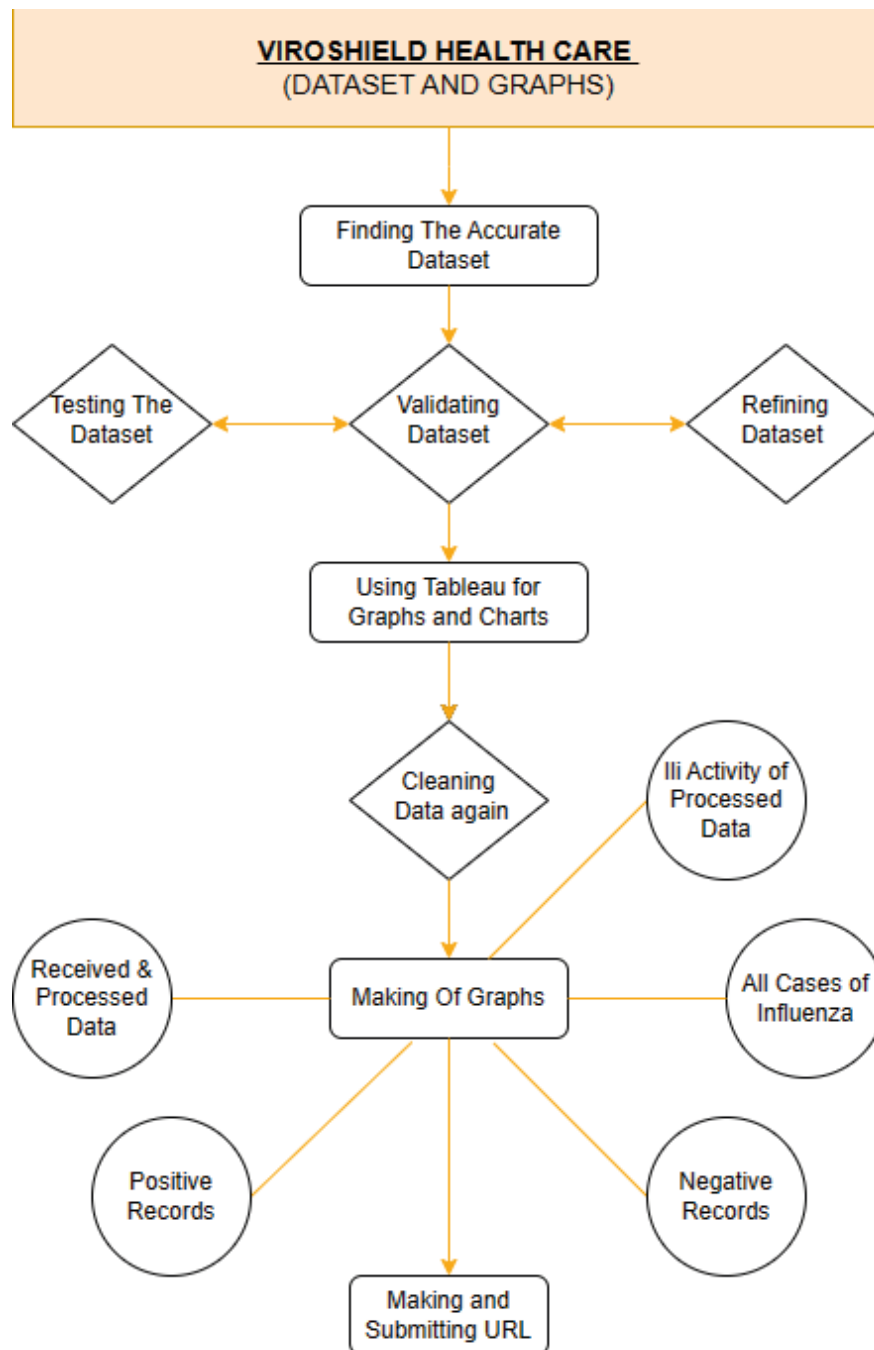 VIROSHIELD HEALTH CARE
(DATASET AND GRAPHS)
Finding The Accurate
Dataset
Testing The
Dataset
Validating
Dataset
Refining
Dataset
Using Tableau for
Graphs and Charts
Cleaning
Data again
Ili Activity of
Processed
Data
Received &
Processed
Data
Making Of Graphs
All Cases of
Influenza
Positive
Records
Negative
Records
Making and
Submitting URL